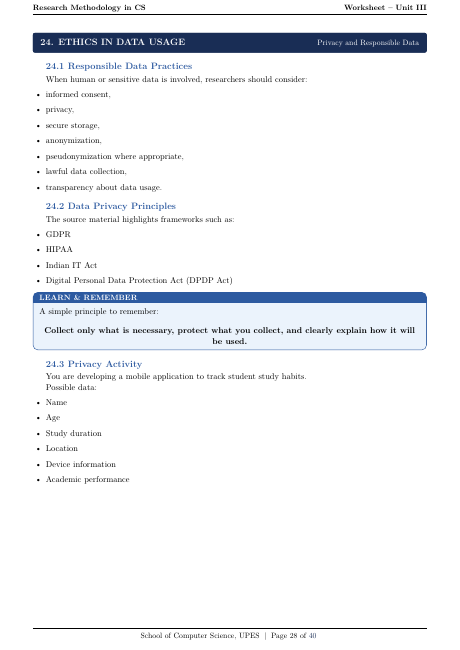 Research Methodology in CS
Worksheet – Unit III
24. ETHICS IN DATA USAGE
Privacy and Responsible Data
24.1 Responsible Data Practices
When human or sensitive data is involved, researchers should consider:
• informed consent,
• privacy,
• secure storage,
• anonymization,
• pseudonymization where appropriate,
• lawful data collection,
• transparency about data usage.
24.2 Data Privacy Principles
The source material highlights frameworks such as:
• GDPR
• HIPAA
• Indian IT Act
• Digital Personal Data Protection Act (DPDP Act)
LEARN & REMEMBER
A simple principle to remember:
Collect only what is necessary, protect what you collect, and clearly explain how it will
be used.
24.3 Privacy Activity
You are developing a mobile application to track student study habits.
Possible data:
• Name
• Age
• Study duration
• Location
• Device information
• Academic performance
School of Computer Science, UPES | Page 28 of 40